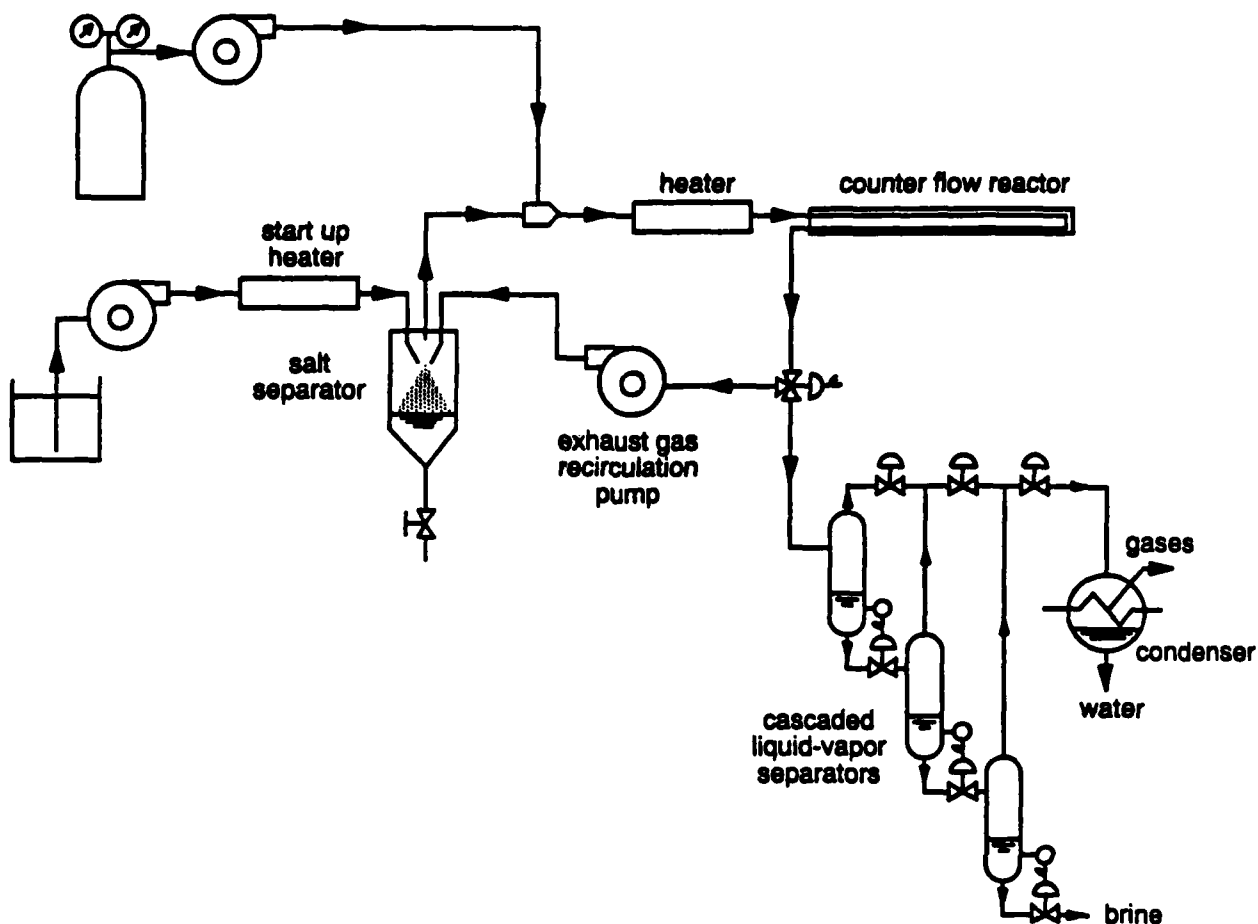 heater
counter flow reactor
start up
heater
salt
separator
exhaust gas
recirculation
pump
gases
condenser
water
cascaded
liquid-vapor
separators
brine